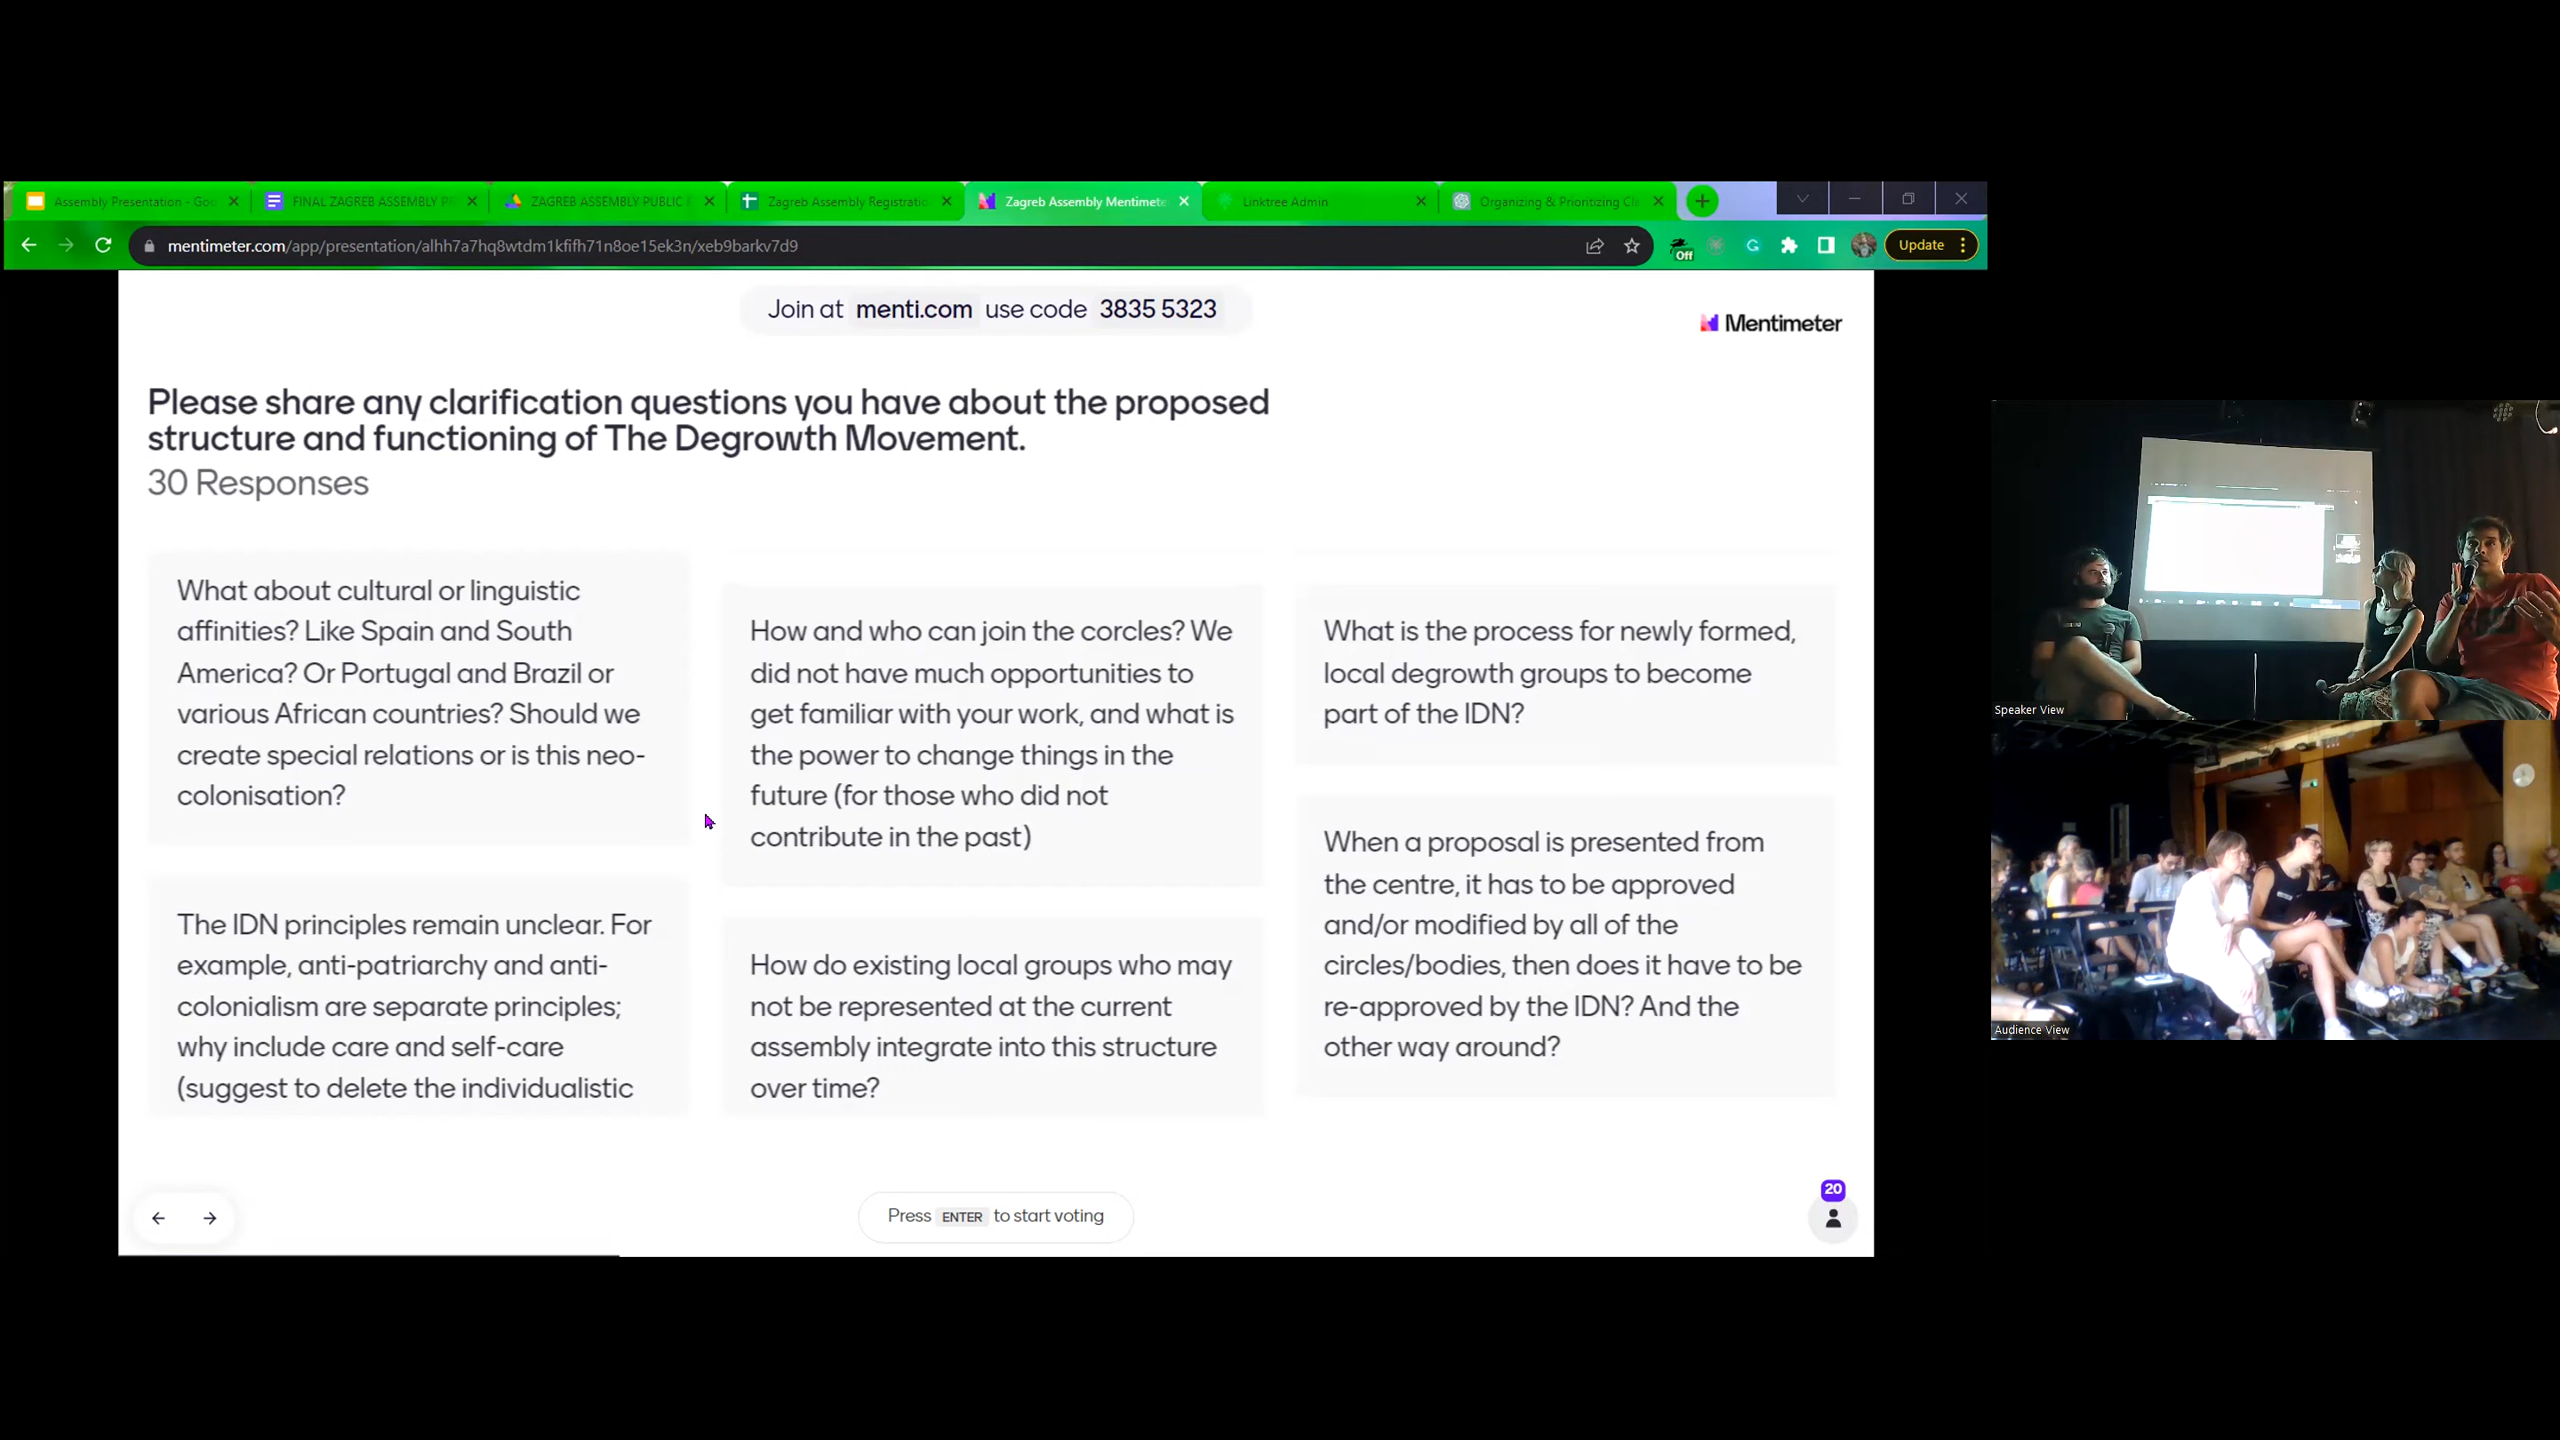 Assembly Presentation - Goo
FINAL ZAGREB ASSEMBLY PR
ZAGREB ASSEMBLY PUBLIC F
Zagreb Assembly Registratio
Zagreb Assembly Mentimete
Linktree Admin
Organizing & Priortizing Cla
mentimeter.com/app/presentation/alhh7a7hq8wtdm1kfifh71n8oe15ek3n/xeb9barkv7d9
Off
Update
Join at menti.com use code 3835 5323
Mentimeter
Please share any clarification questions you have about the proposed
structure and functioning of The Degrowth Movement.
30 Responses
What about cultural or linguistic
affinities? Like Spain and South
America? Or Portugal and Brazil or
various African countries? Should we
create special relations or is this neo-
colonisation?
The IDN principles remain unclear. For
example, anti-patriarchy and anti-
colonialism are separate principles;
why include care and self-care
(suggest to delete the individualistic
How and who can join the corcles? We
did not have much opportunities to
get familiar with your work, and what is
the power to change things in the
future (for those who did not
contribute in the past)
How do existing local groups who may
not be represented at the current
assembly integrate into this structure
over time?
What is the process for newly formed,
local degrowth groups to become
part of the IDN?
When a proposal is presented from
the centre, it has to be approved
and/or modified by all of the
circles/bodies, then does it have to be
re-approved by the IDN? And the
other way around?
Press ENTER to start voting
20
Speaker View
Audience View